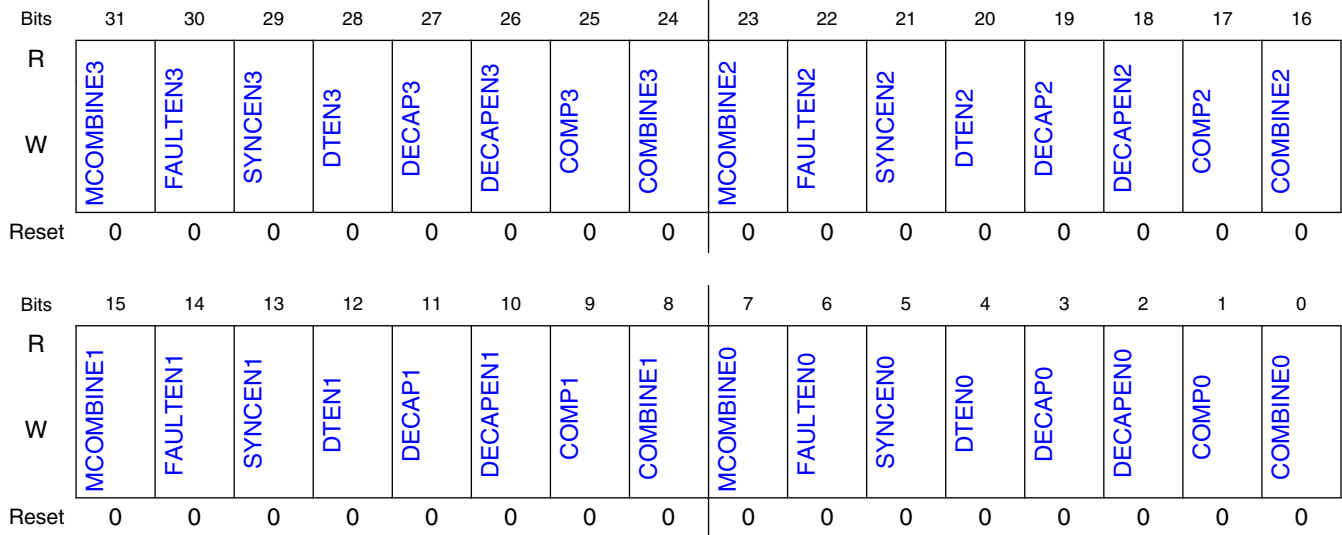 Bits 31 30 29 28 27 26 25 24 23 22 21 20 19 18 17 16
R
W
MCOMBINE3 FAULTEN3 SYNCEN3 DTEN3 DECAP3 DECAPEN3 COMP3 COMBINE3 MCOMBINE2 FAULTEN2 SYNCEN2 DTEN2 DECAP2 DECAPEN2 COMP2 COMBINE2
Reset 0 0 0 0 0 0 0 0 0 0 0 0 0 0 0 0
Bits 15 14 13 12 11 10 9 8 7 6 5 4 3 2 1 0
R
W
MCOMBINE1 FAULTEN1 SYNCEN1 DTEN1 DECAP1 DECAPEN1 COMP1 COMBINE1 MCOMBINE0 FAULTEN0 SYNCEN0 DTEN0 DECAP0 DECAPEN0 COMP0 COMBINE0
Reset 0 0 0 0 0 0 0 0 0 0 0 0 0 0 0 0